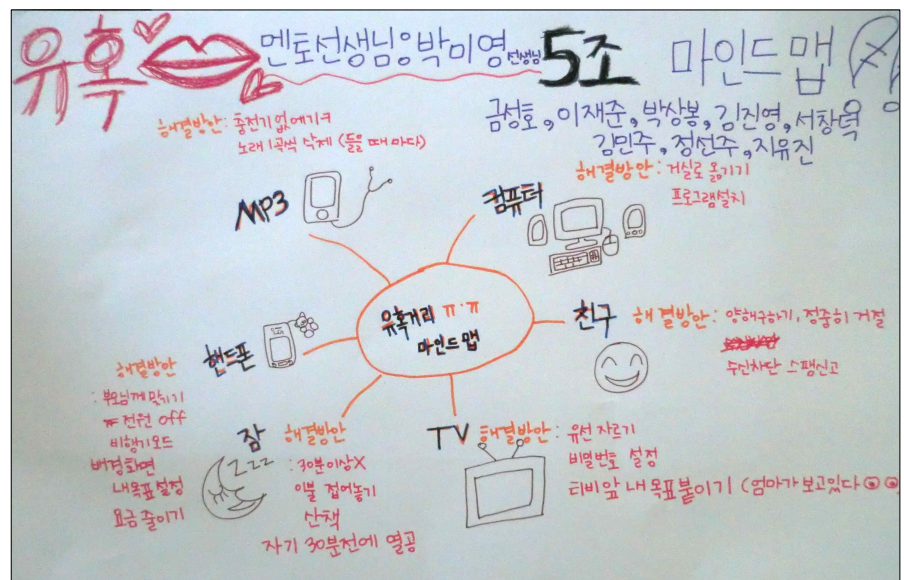 유혹 멘토선생님 박미영 선생님 5조 마인드 맵
금성호, 이재준, 박상봉, 김진영, 서창덕
김민주, 정선주, 지유진
해결방안: 충전기 없애기
노래 1곡씩 삭제 (들을 때 마다)
MP3
컴퓨터
해결방안: 거실로 옮기기
프로그램설치
유혹거리 ㅠ.ㅠ
마인드 맵
친구
해결방안: 양해구하기, 정중히 거절
수신차단 스팸신고
핸드폰
해결방안
: 부모님께 맡기기
전원 off
비행기모드
배경화면
내목표설정
요금 줄이기
잠
zzz
해결방안
: 30분이상X
이불 접어놓기
산책
자기 30분전에 열공
TV
해결방안: 유선 자르기
비밀번호 설정
티비앞 내목표붙이기 (엄마가 보고있다